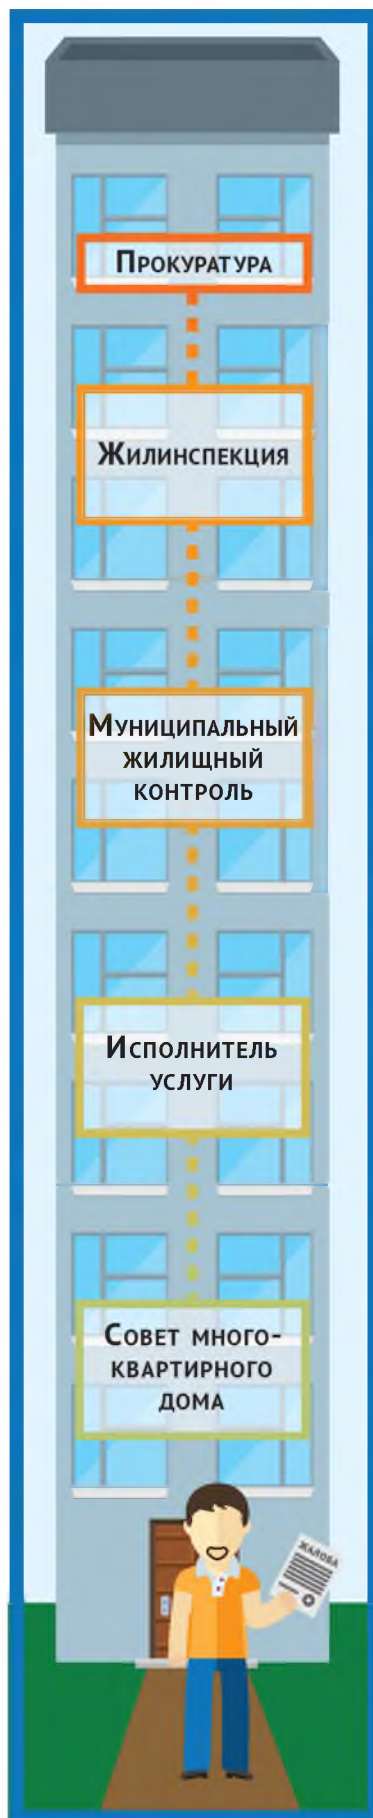 Прокуратура
Жилинспекция
Муниципальный
жилищный
контроль
Исполнитель
услуги
Совет много-
квартирного
дома
ЖАЛОБА